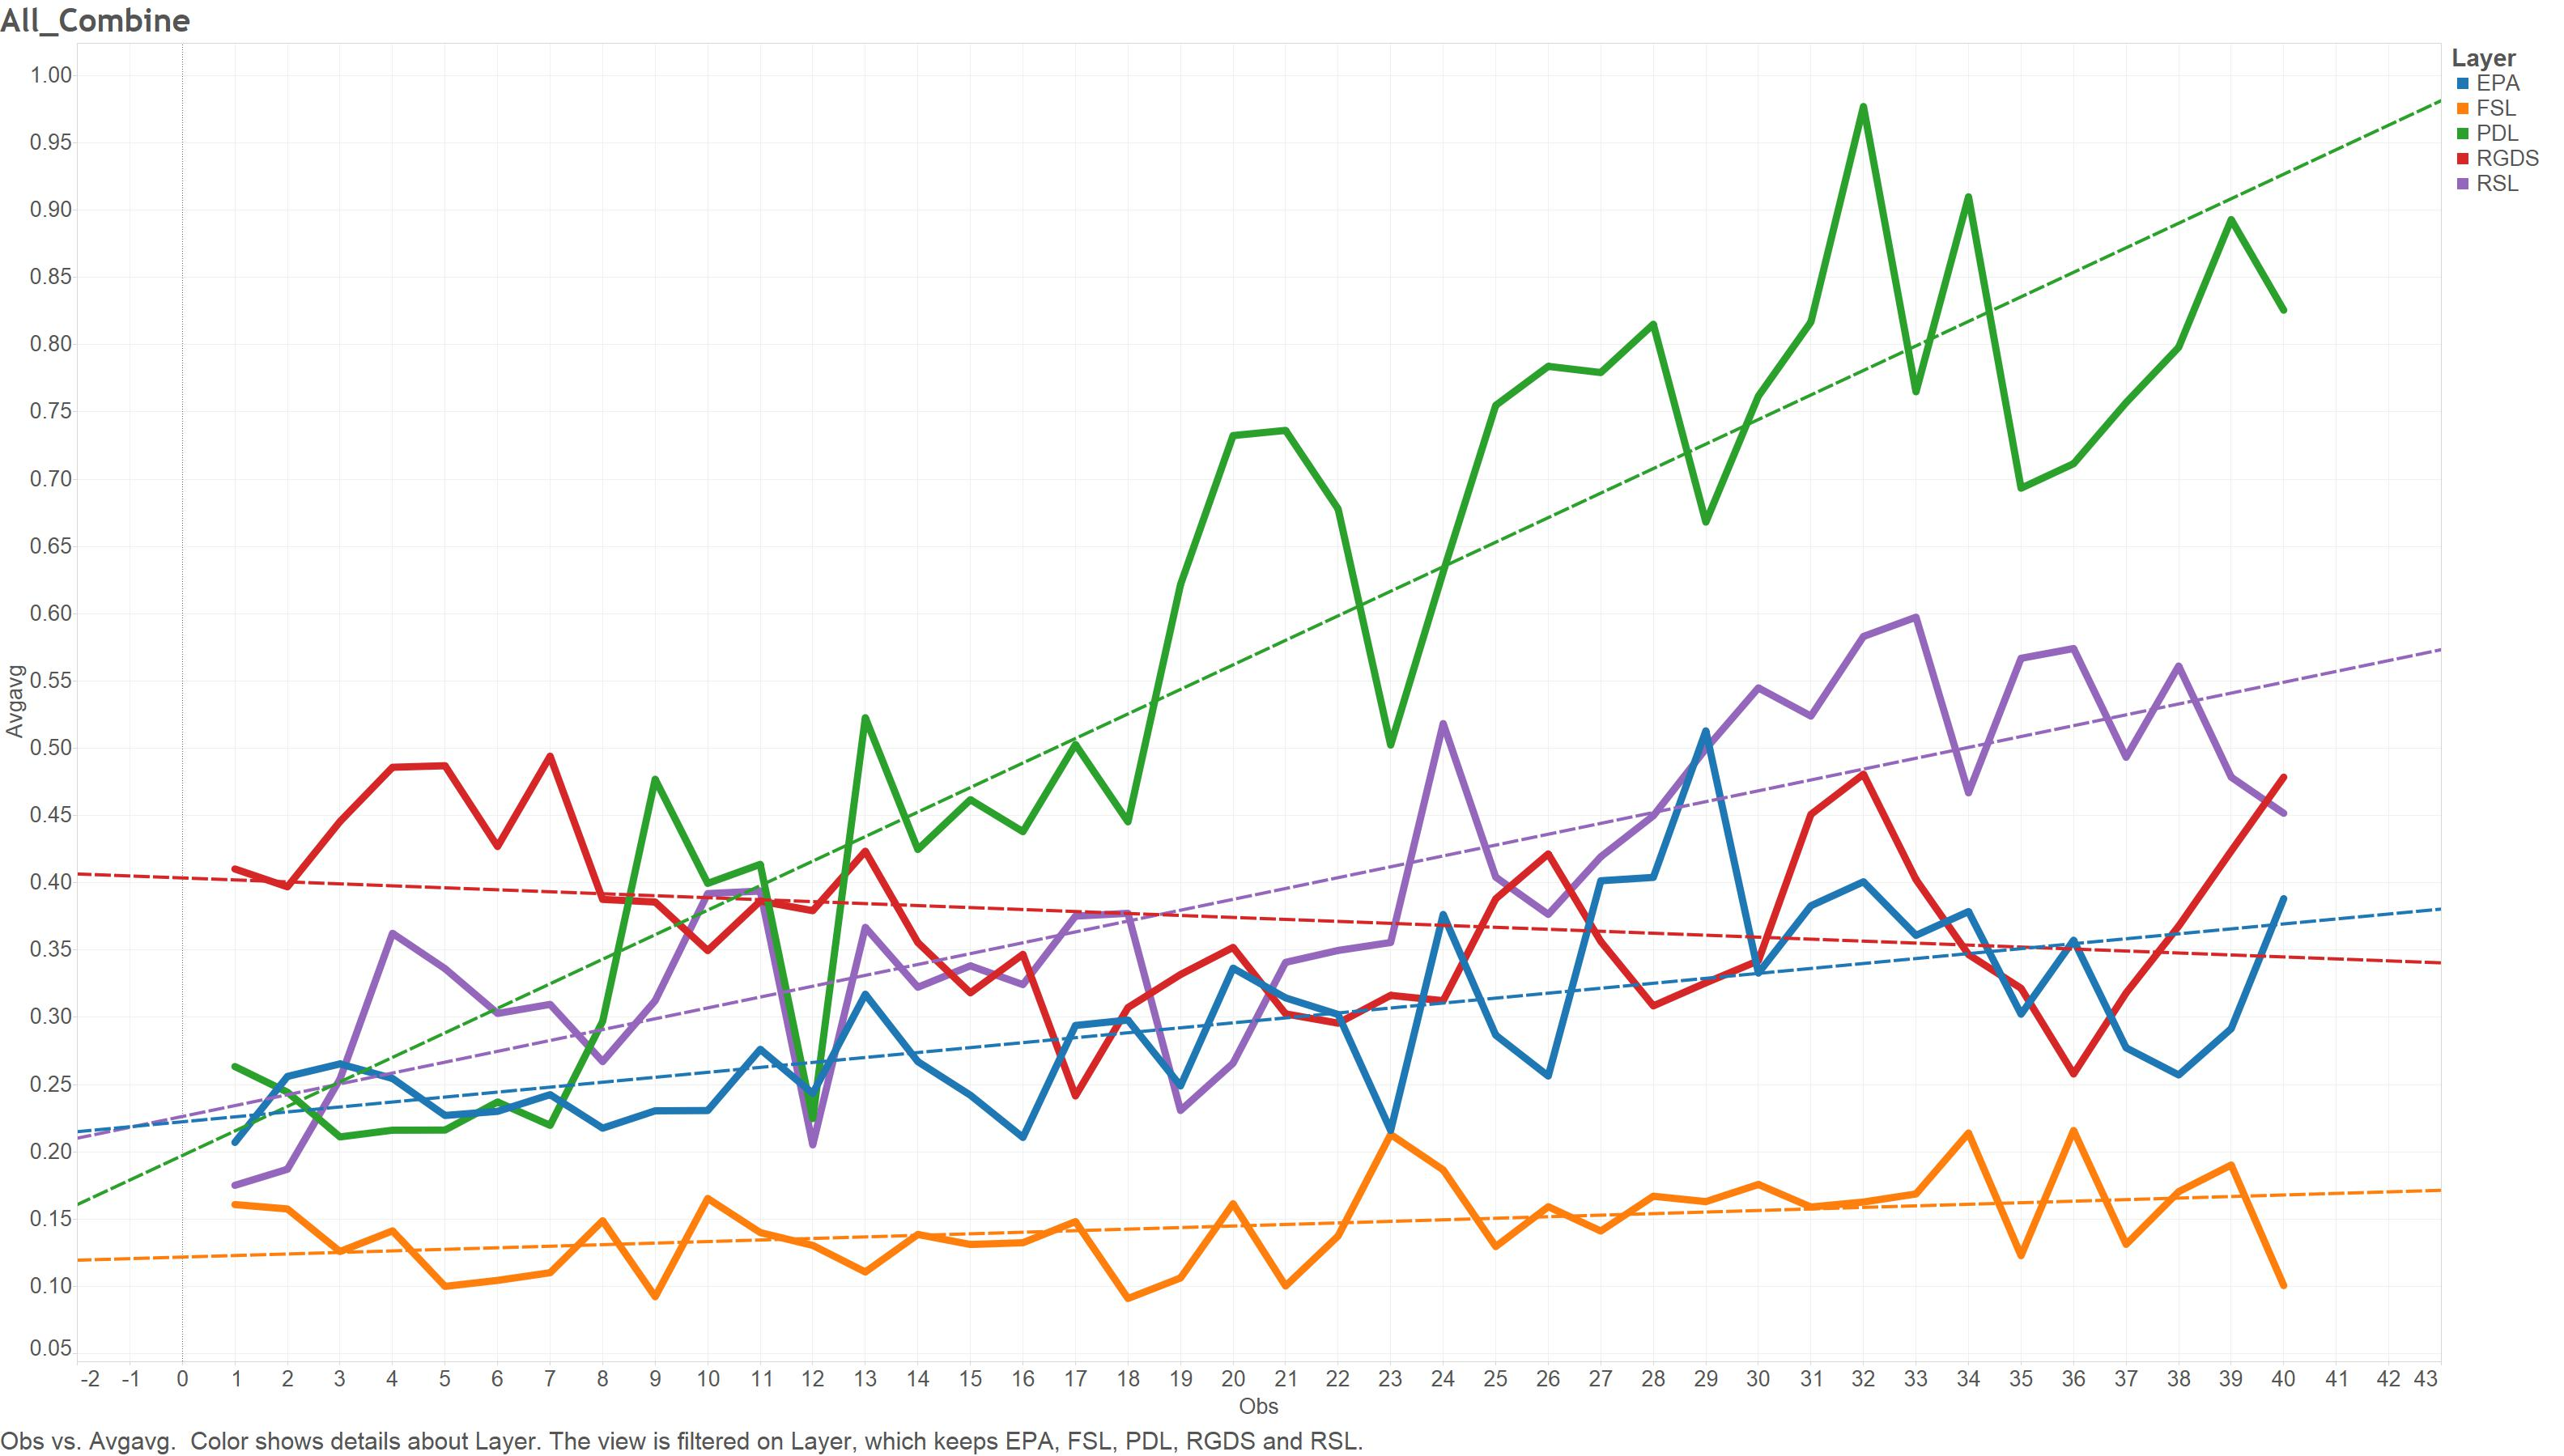 All_Combine
Layer
EPA
FSL
PDL
RGDS
RSL
1.00
0.95
0.90
0.85
0.80
0.75
0.70
0.65
0.60
0.55
0.50
0.45
0.40
0.35
0.30
0.25
0.20
0.15
0.10
0.05
Avgavg
-2 -1 0 1 2 3 4 5 6 7 8 9 10 11 12 13 14 15 16 17 18 19 20 21 22 23 24 25 26 27 28 29 30 31 32 33 34 35 36 37 38 39 40 41 42 43
Obs
Obs vs. Avgavg. Color shows details about Layer. The view is filtered on Layer, which keeps EPA, FSL, PDL, RGDS and RSL.